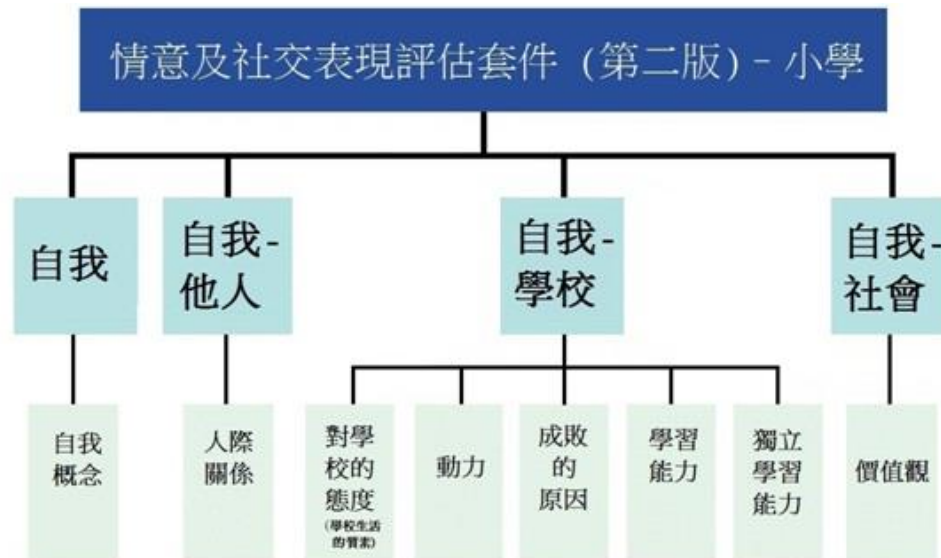 情意及社交表現評估套件 (第二版) - 小學
自我
自我-
他人
自我-
學校
自我-
社會
自我
概念
人際
關係
對學
校的
態度
(學校生活
的質素)
動力
成敗
的
原因
學習
能力
獨立
學習
能力
價值觀